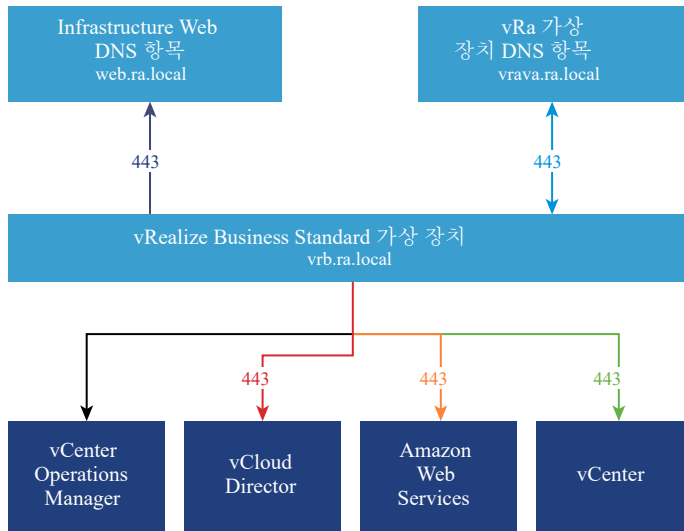 Infrastructure Web
DNS 항목
web.ra.local
vRa 가상
장치 DNS 항목
vrava.ra.local
443
443
vRealize Business Standard 가상 장치
vrb.ra.local
443
443
443
vCenter
Operations
Manager
vCloud
Director
Amazon
Web
Services
vCenter